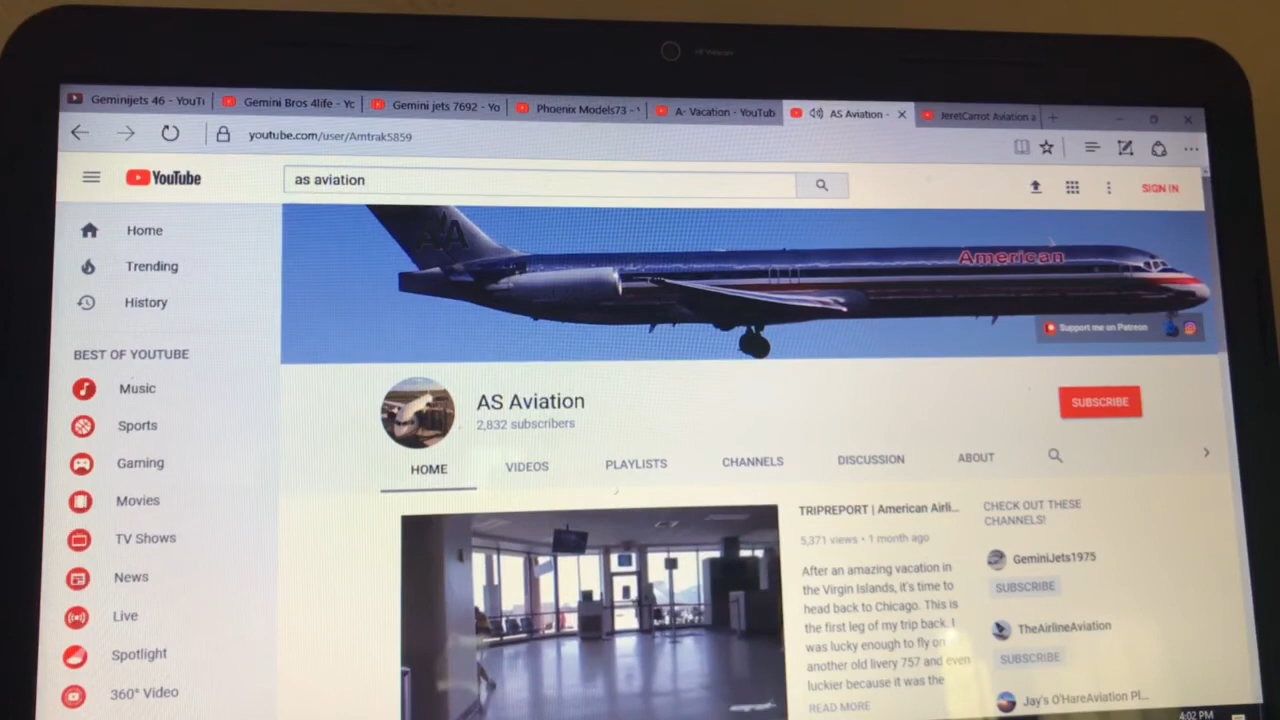 Geminijets 46 - YouTu
Gemini Bros 4life - Yc
Gemini jets 7692 - Yo
Phoenix Models73 -
A- Vacation - YouTub
AS Aviation -
JeretCarrot Aviation a
youtube.com/user/Amtrak5859
YouTube
as aviation
SIGN IN
Home
Trending
History
BEST OF YOUTUBE
Music
Sports
Gaming
Movies
TV Shows
News
Live
Spotlight
360° Video
AA
American
Support me on Patreon
AS Aviation
2,832 subscribers
SUBSCRIBE
HOME
VIDEOS
PLAYLISTS
CHANNELS
DISCUSSION
ABOUT
TRIPREPORT | American Airli...
5,371 views • 1 month ago
After an amazing vacation in
the Virgin Islands, it's time to
head back to Chicago. This is
the first leg of my trip back. I
was lucky enough to fly on
another old livery 757 and even
luckier because it was the
READ MORE
CHECK OUT THESE
CHANNELS!
GeminiJets1975
SUBSCRIBE
TheAirlineAviation
SUBSCRIBE
Jay's O'HareAviation Pl...
4:02 PM